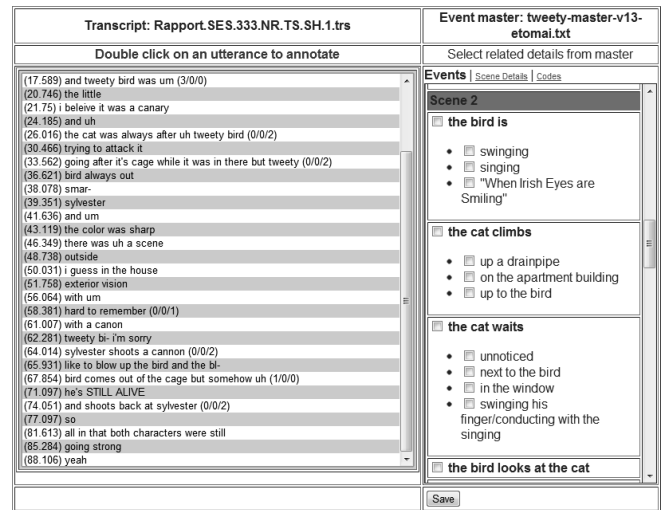 Transcript: Rapport.SES.333.NR.TS.SH.1.trs
Event master: tweety-master-v13-
etomai.txt
Double click on an utterance to annotate
Select related details from master
(17.589) and tweety bird was um (3/0/0)
(20.746) the little
(21.75) i beleive it was a canary
(24.185) and uh
(26.016) the cat was always after uh tweety bird (0/0/2)
(30.466) trying to attack it
(33.562) going after it's cage while it was in there but tweety (0/0/2)
(36.621) bird always out
(38.078) smar-
(39.351) sylvester
(41.636) and um
(43.119) the color was sharp
(46.349) there was uh a scene
(48.738) outside
(50.031) i guess in the house
(51.758) exterior vision
(56.064) with um
(58.381) hard to remember (0/0/1)
(61.007) with a canon
(62.281) tweety bi- i'm sorry
(64.014) sylvester shoots a cannon (0/0/2)
(65.931) like to blow up the bird and the bl-
(67.854) bird comes out of the cage but somehow uh (1/0/0)
(71.097) he's STILL ALIVE
(74.051) and shoots back at sylvester (0/0/2)
(77.097) so
(81.613) all in that both characters were still
(85.284) going strong
(88.106) yeah
Events | Scene Details | Codes
Scene 2
the bird is
swinging
singing
"When Irish Eyes are
Smiling"
the cat climbs
up a drainpipe
on the apartment building
up to the bird
the cat waits
unnoticed
next to the bird
in the window
swinging his
finger/conducting with the
singing
the bird looks at the cat
Save